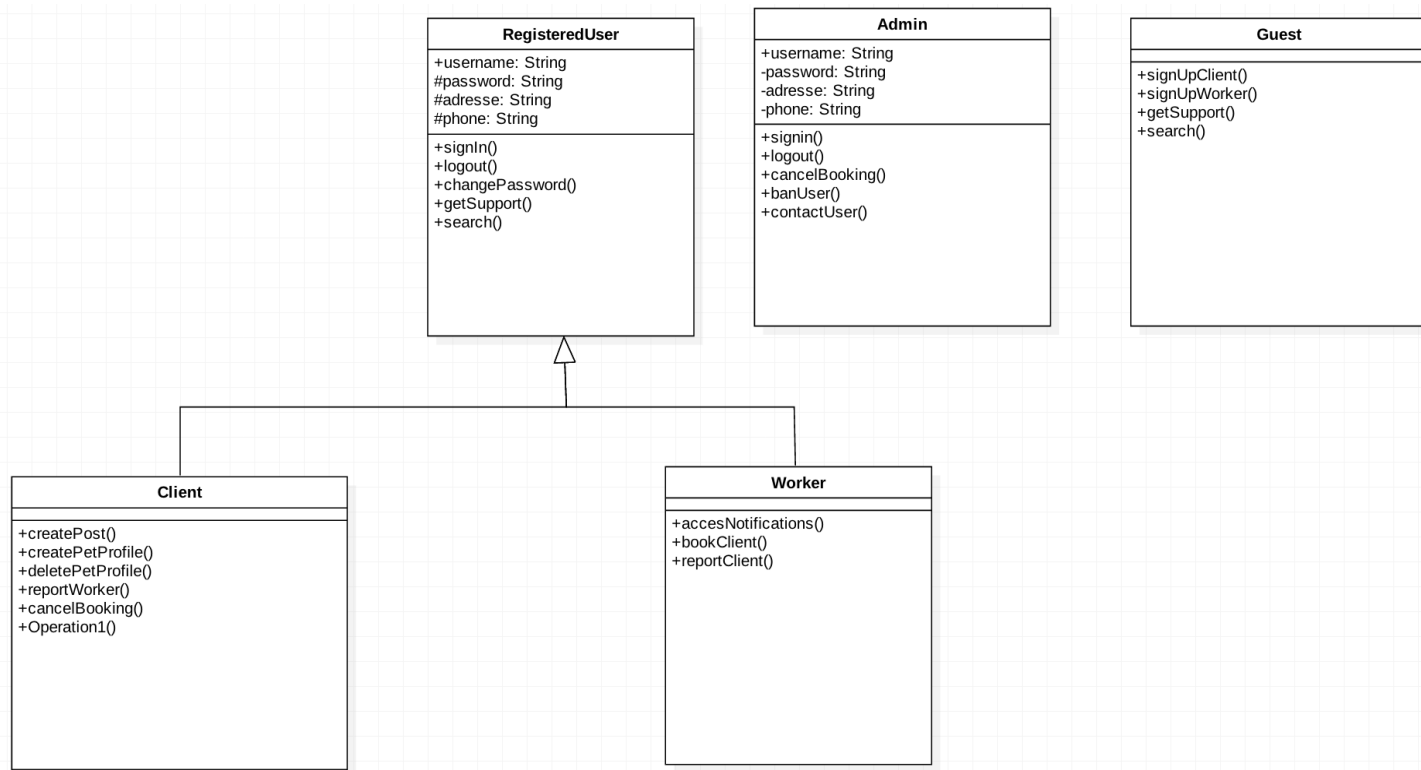 RegisteredUser
+username: String
#password: String
#adresse: String
#phone: String
+signIn()
+logout()
+changePassword()
+getSupport()
+search()
Admin
+username: String
-password: String
-adresse: String
-phone: String
+signin()
+logout()
+cancelBooking()
+banUser()
+contactUser()
Guest
+signUpClient()
+signUpWorker()
+getSupport()
+search()
Client
+createPost()
+createPetProfile()
+deletePetProfile()
+reportWorker()
+cancelBooking()
+Operation1()
Worker
+accesNotifications()
+bookClient()
+reportClient()